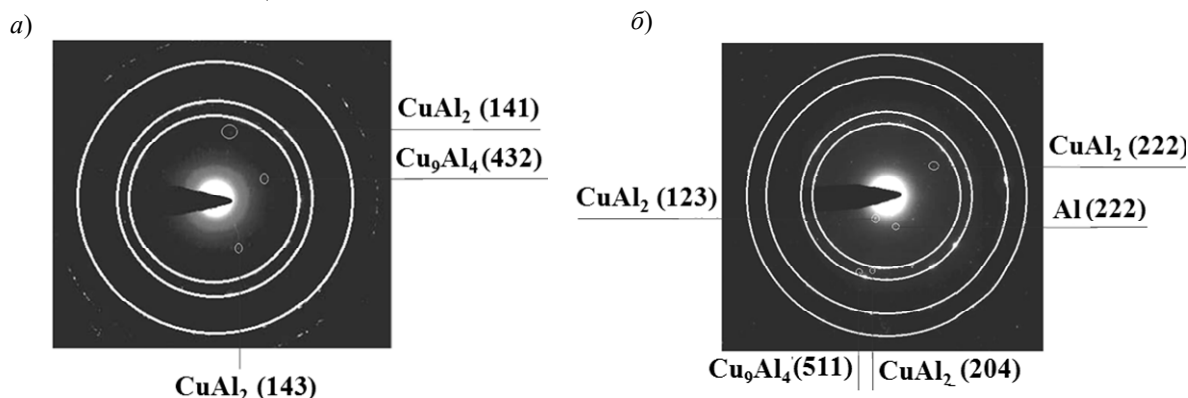 а)
CuAl₂ (141)
Cu₉Al₄ (432)
CuAl₂ (143)
б)
CuAl₂ (222)
CuAl₂ (123)
Al (222)
Cu₉Al₄ (511)
CuAl₂ (204)